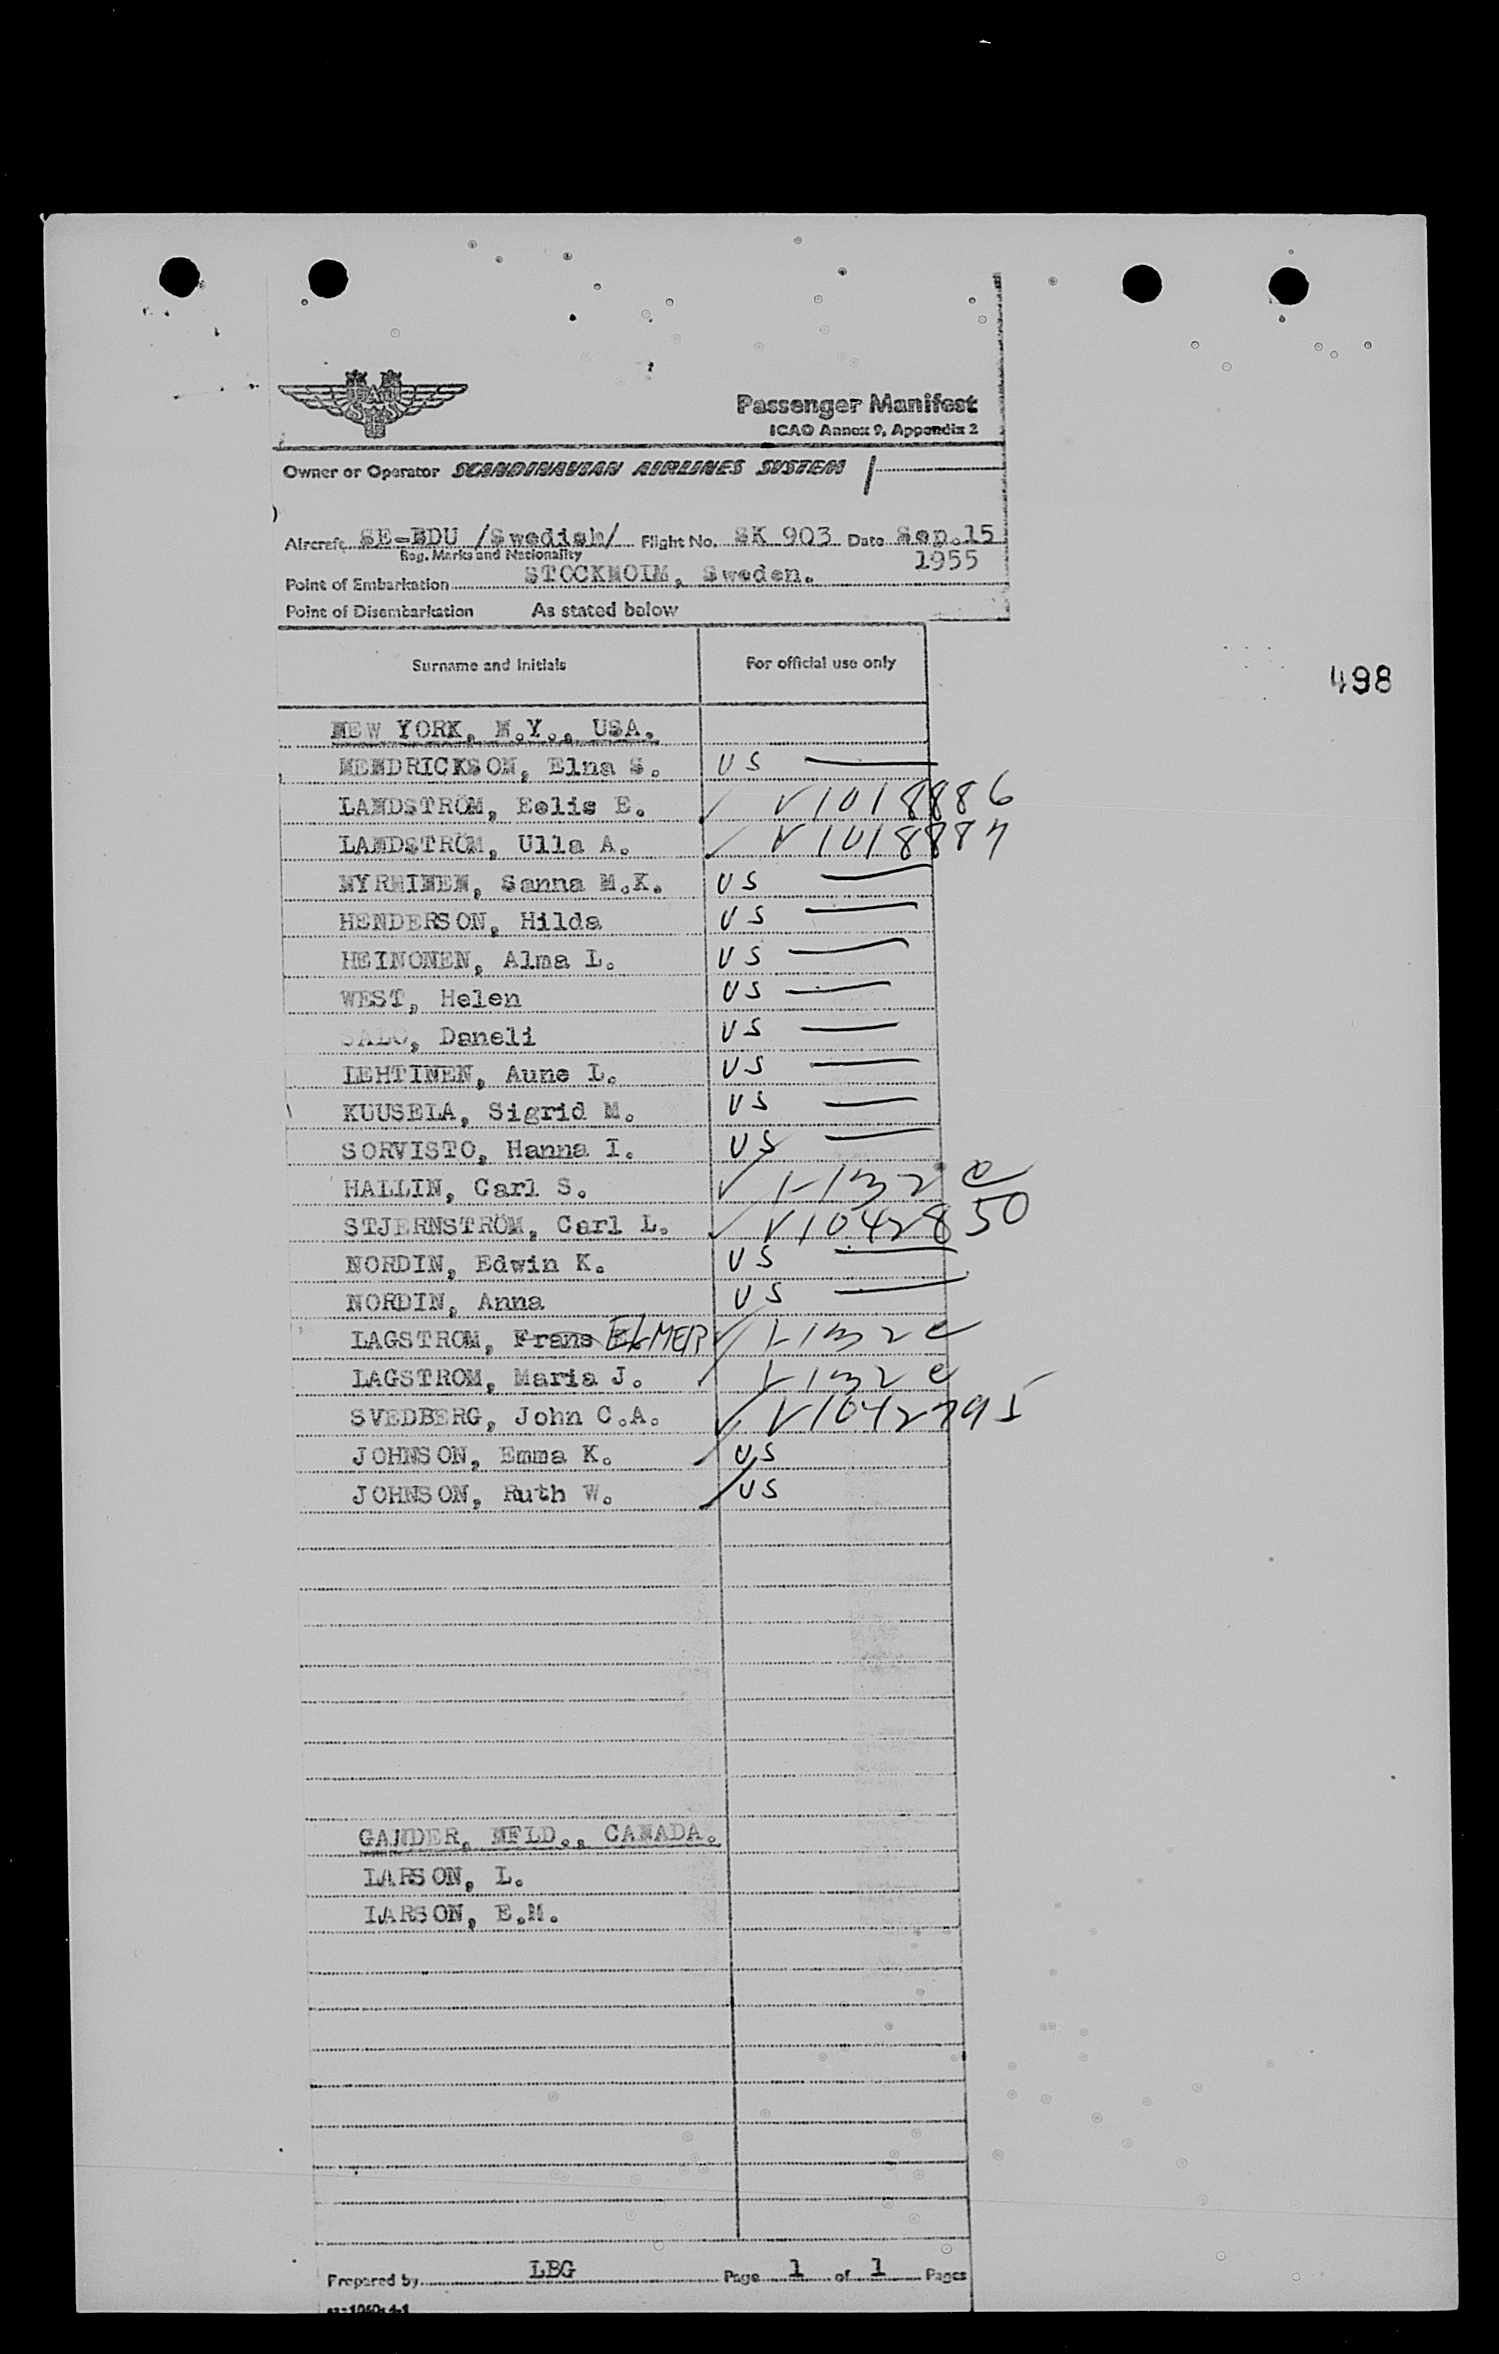 Passenger Manifest
ICAO Annex 9, Appendix 2
Owner or Operator SCANDINAVIAN AIRLINES SYSTEM
Aircraft SE-BDU /Swedish/ Flight No. SK 903 Date Sep.15
Reg. Marks and Nationality
1955
Point of Embarkation STOCKHOLM, Sweden.
Point of Disembarkation As stated below
Surname and Initials For official use only
498
NEW YORK, N.Y., USA.
HENDRICKSON, Elna S. US
LANDSTRÖM, Eelis E. V1018886
LANDSTRÖM, Ulla A. V1018887
NYRHINEN, Sanna M.K. US
HENDERSON, Hilda US
HEINONEN, Alma L. US
WEST, Helen US
SALO, Daneli US
LEHTINEN, Aune L. US
KUUSELA, Sigrid M. US
SORVISTO, Hanna I. US
HALLIN, Carl S. I-132 e
STJERNSTRÖM, Carl L. V1042850
NORDIN, Edwin K. US
NORDIN, Anna US
LAGSTROM, Frans ELMER I-132 e
LAGSTROM, Maria J. I-132 e
SVEDBERG, John C.A. V1042795
JOHNSON, Emma K. US
JOHNSON, Ruth W. US
GANDER, NFLD., CANADA.
LARSON, L.
LARSON, E.M.
Prepared by LBG Page 1 of 1 Pages